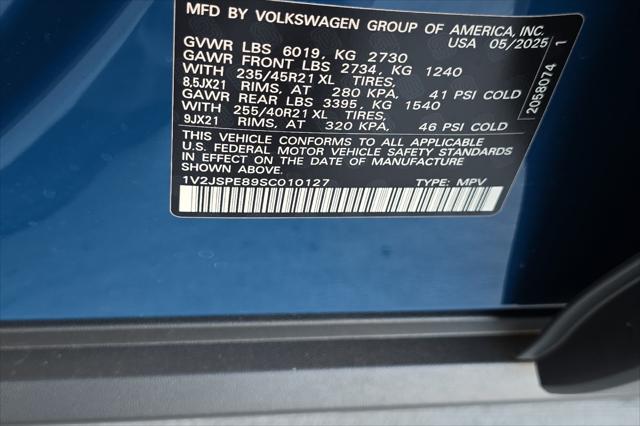 MFD BY VOLKSWAGEN GROUP OF AMERICA, INC.
USA 05/2025
GVWR LBS 6019, KG 2730
GAWR FRONT LBS 2734, KG 1240
WITH 235/45R21 XL TIRES,
8,5JX21 RIMS, AT 280 KPA, 41 PSI COLD
GAWR REAR LBS 3395, KG 1540
WITH 255/40R21 XL TIRES,
9JX21 RIMS, AT 320 KPA, 46 PSI COLD
THIS VEHICLE CONFORMS TO ALL APPLICABLE
U.S. FEDERAL MOTOR VEHICLE SAFETY STANDARDS
IN EFFECT ON THE DATE OF MANUFACTURE
SHOWN ABOVE.
1V2JSPE89SC010127 TYPE: MPV
2058074 1